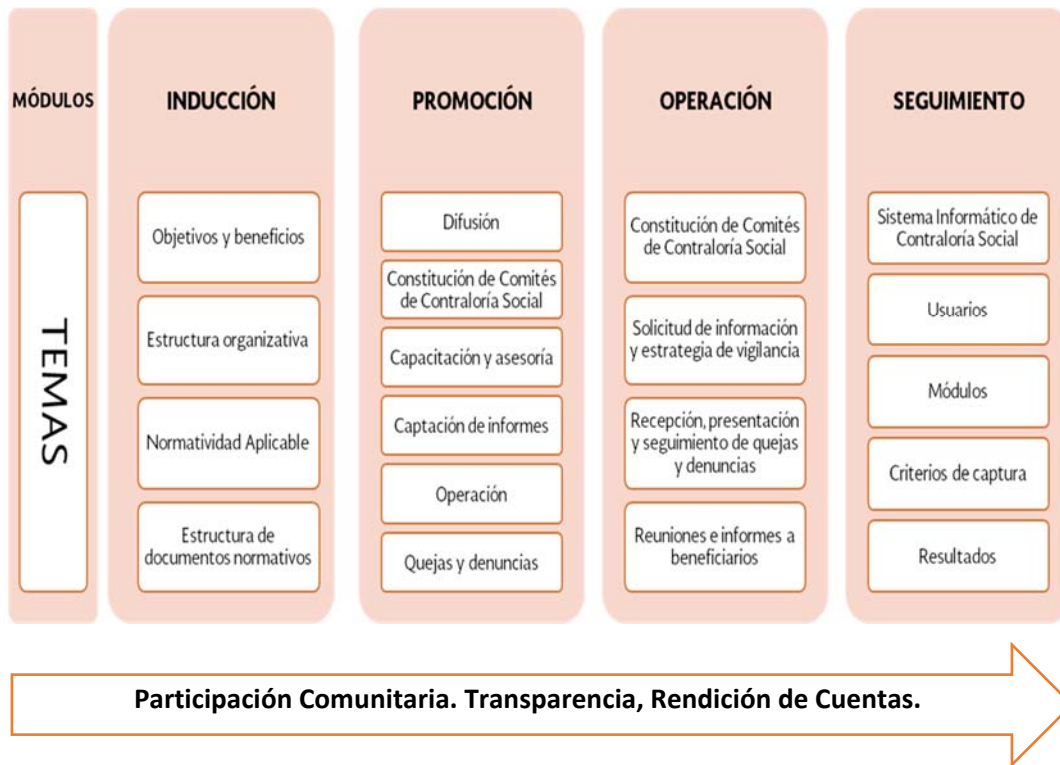 MÓDULOS
TEMAS
INDUCCIÓN
Objetivos y beneficios
Estructura organizativa
Normatividad Aplicable
Estructura de
documentos normativos
PROMOCIÓN
Difusión
Constitución de Comités
de Contraloría Social
Capacitación y asesoría
Captación de informes
Operación
Quejas y denuncias
OPERACIÓN
Constitución de Comités
de Contraloría Social
Solicitud de información
y estrategia de vigilancia
Recepción, presentación
y seguimiento de quejas
y denuncias
Reuniones e informes a
beneficiarios
SEGUIMIENTO
Sistema Informático de
Contraloría Social
Usuarios
Módulos
Criterios de captura
Resultados
Participación Comunitaria. Transparencia, Rendición de Cuentas.